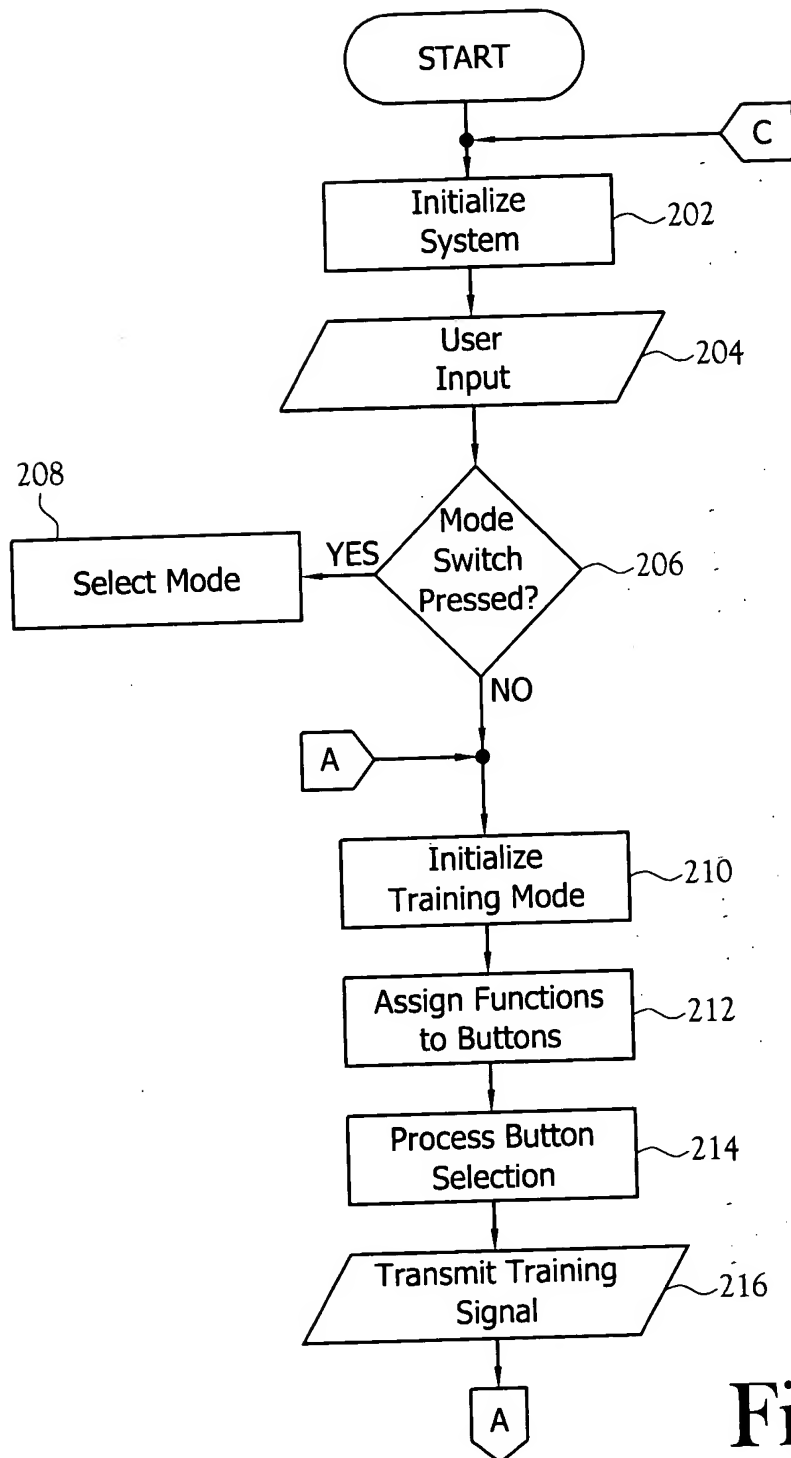 START
C
Initialize
System
202
User
Input
204
208
Mode
Switch
Pressed?
206
YES
Select Mode
NO
A
Initialize
Training Mode
210
Assign Functions
to Buttons
212
Process Button
Selection
214
Transmit Training
Signal
216
A
Fi